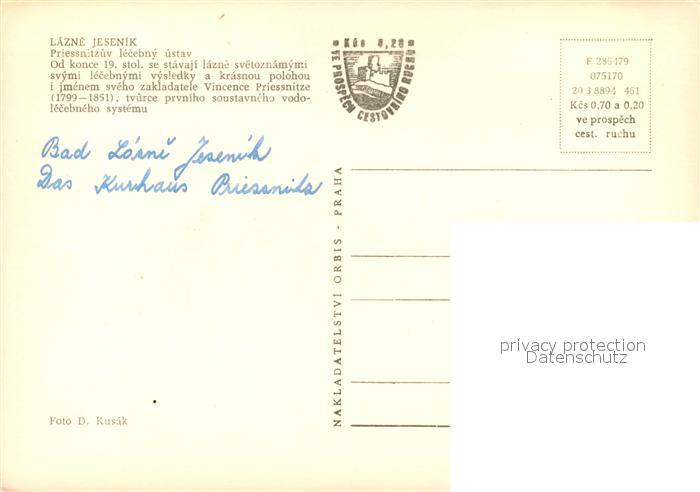 LÁZNĚ JESENÍK
Priessnitzův léčebný ústav
Od konce 19. stol. se stávají lázně světoznámými
svými léčebnými výsledky a krásnou polohou
i jménem svého zakladatele Vincence Priessnitze
(1799—1851), tvůrce prvního soustavného vodo-
léčebného systému
Kčs 0,20
VE PROSPĚCH CESTOVNÍHO RUCHU
F 285479
075170
20 3 8894 461
Kčs 0,70 a 0,20
ve prospěch
cest. ruchu
Bad Lásně Jeseník
Das Kurhaus Priessnitz
NAKLADATELSTVÍ ORBIS - PRAHA
privacy protection
Datenschutz
Foto D. Kusák